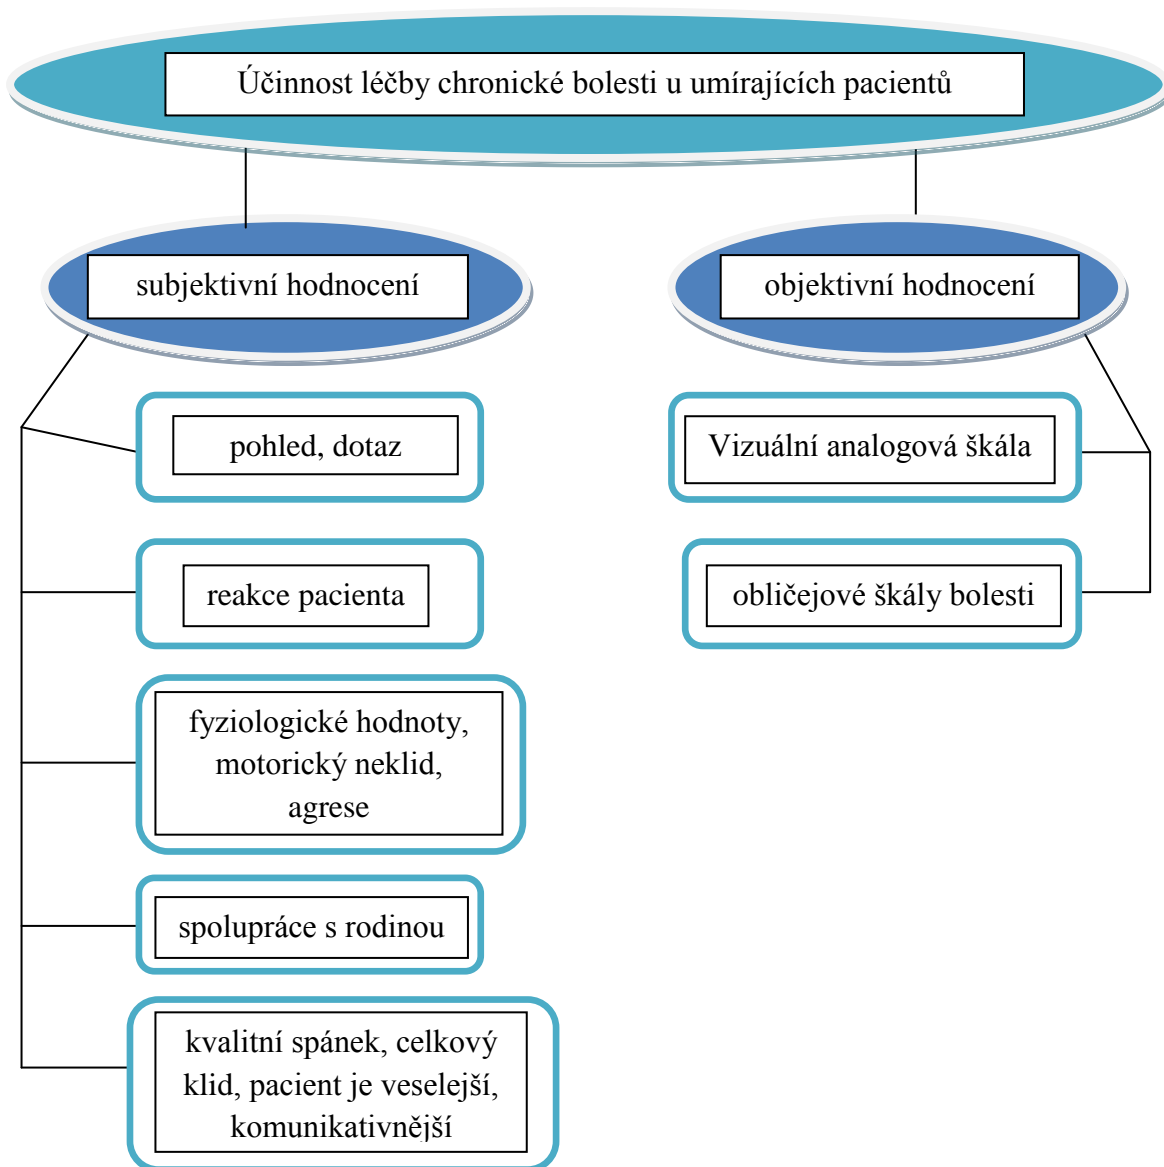 Účinnost léčby chronické bolesti u umírajících pacientů
subjektivní hodnocení
objektivní hodnocení
pohled, dotaz
Vizuální analogová škála
reakce pacienta
obličejové škály bolesti
fyziologické hodnoty,
motorický neklid,
agrese
spolupráce s rodinou
kvalitní spánek, celkový
klid, pacient je veselejší,
komunikativnější